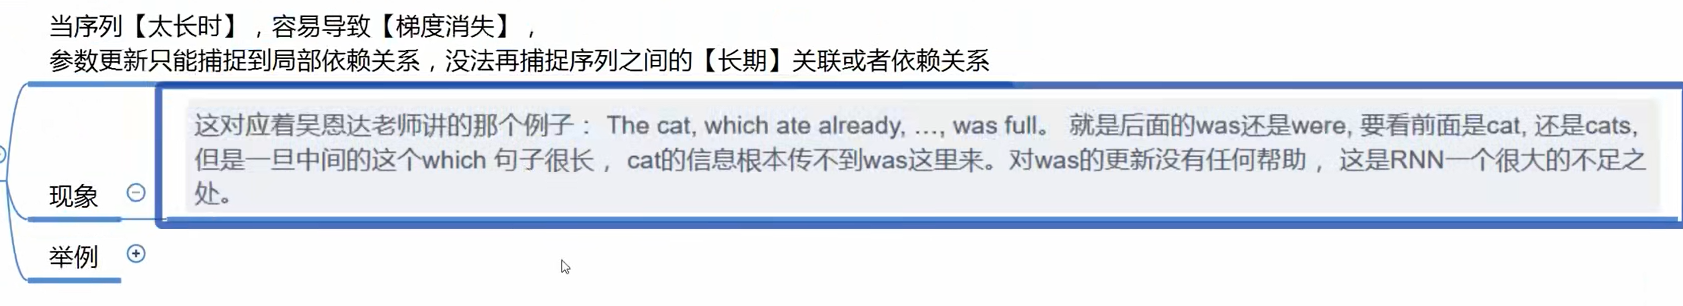 当序列【太长时】，容易导致【梯度消失】，
参数更新只能捕捉到局部依赖关系，没法再捕捉序列之间的【长期】关联或者依赖关系
这对应着吴恩达老师讲的那个例子： The cat, which ate already, …, was full。 就是后面的was还是were, 要看前面是cat, 还是cats,
但是一旦中间的这个which 句子很长， cat的信息根本传不到was这里来。对was的更新没有任何帮助， 这是RNN一个很大的不足之
处。
现象
举例